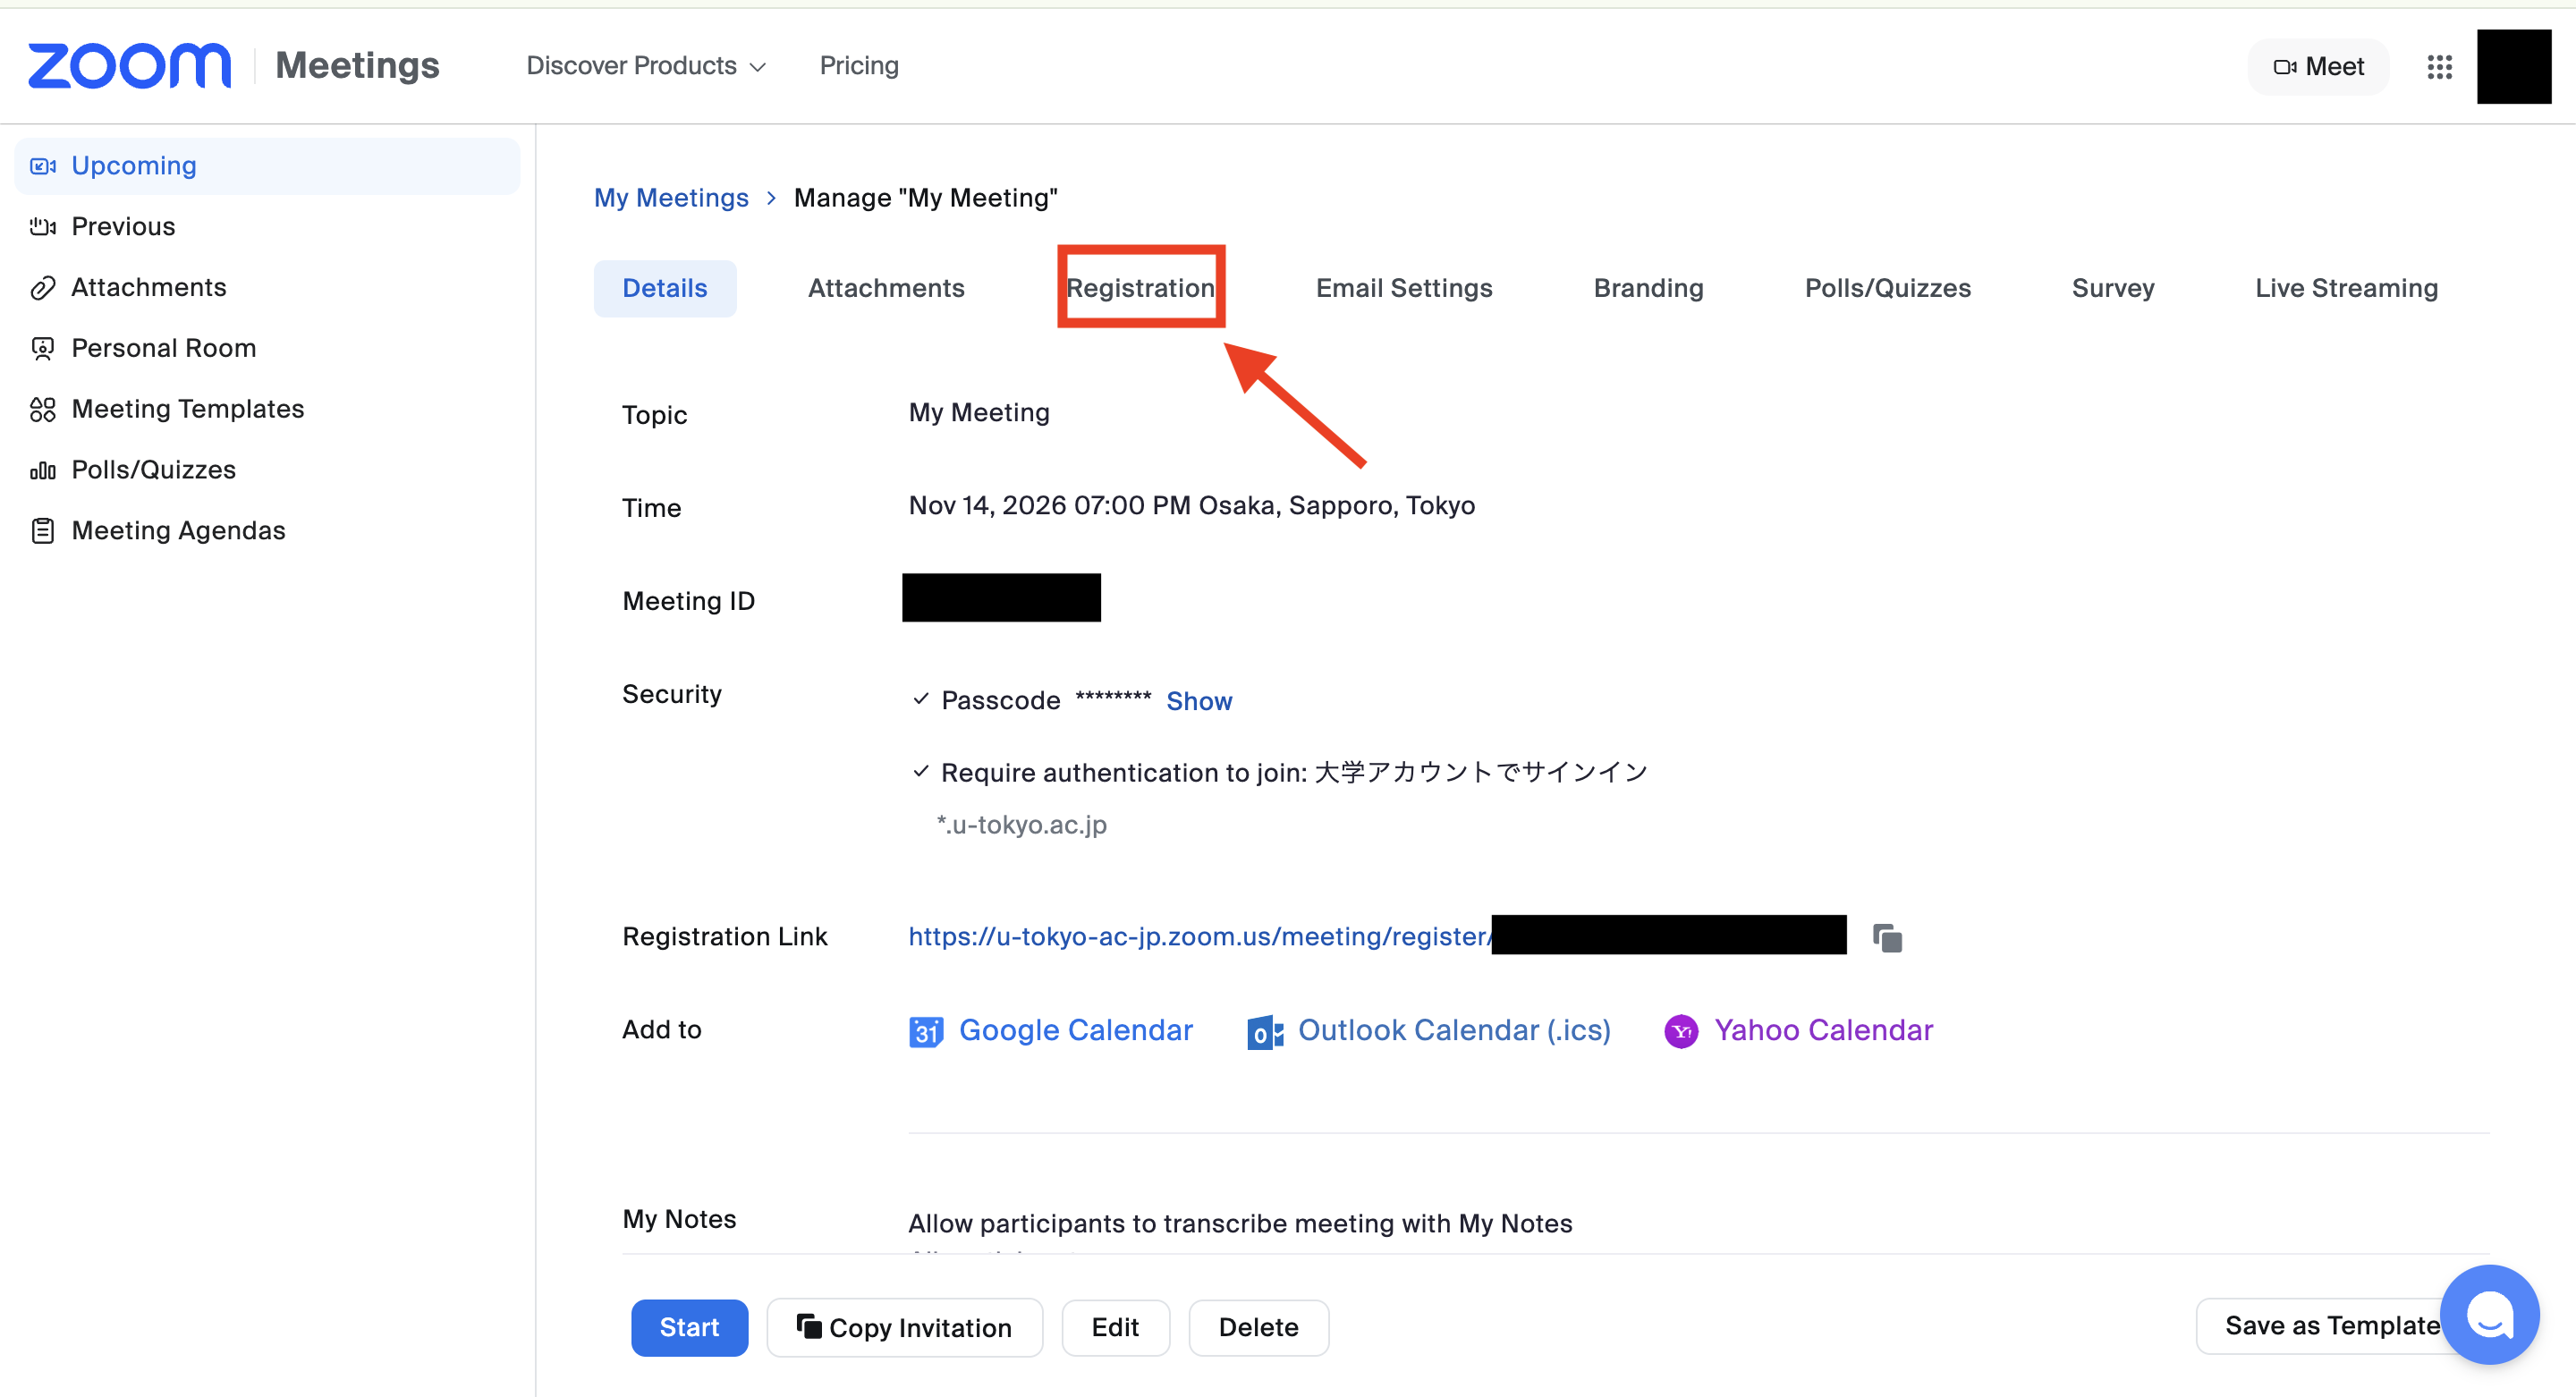 zoom Meetings Discover Products Pricing Meet
Upcoming
Previous
Attachments
Personal Room
Meeting Templates
Polls/Quizzes
Meeting Agendas
My Meetings > Manage "My Meeting"
Details Attachments Registration Email Settings Branding Polls/Quizzes Survey Live Streaming
Topic My Meeting
Time Nov 14, 2026 07:00 PM Osaka, Sapporo, Tokyo
Meeting ID
Security Passcode ******** Show
Require authentication to join: 大学アカウントでサインイン
*.u-tokyo.ac.jp
Registration Link https://u-tokyo-ac-jp.zoom.us/meeting/register/
Add to 31 Google Calendar Outlook Calendar (.ics) Yahoo Calendar
My Notes Allow participants to transcribe meeting with My Notes
Start Copy Invitation Edit Delete Save as Template